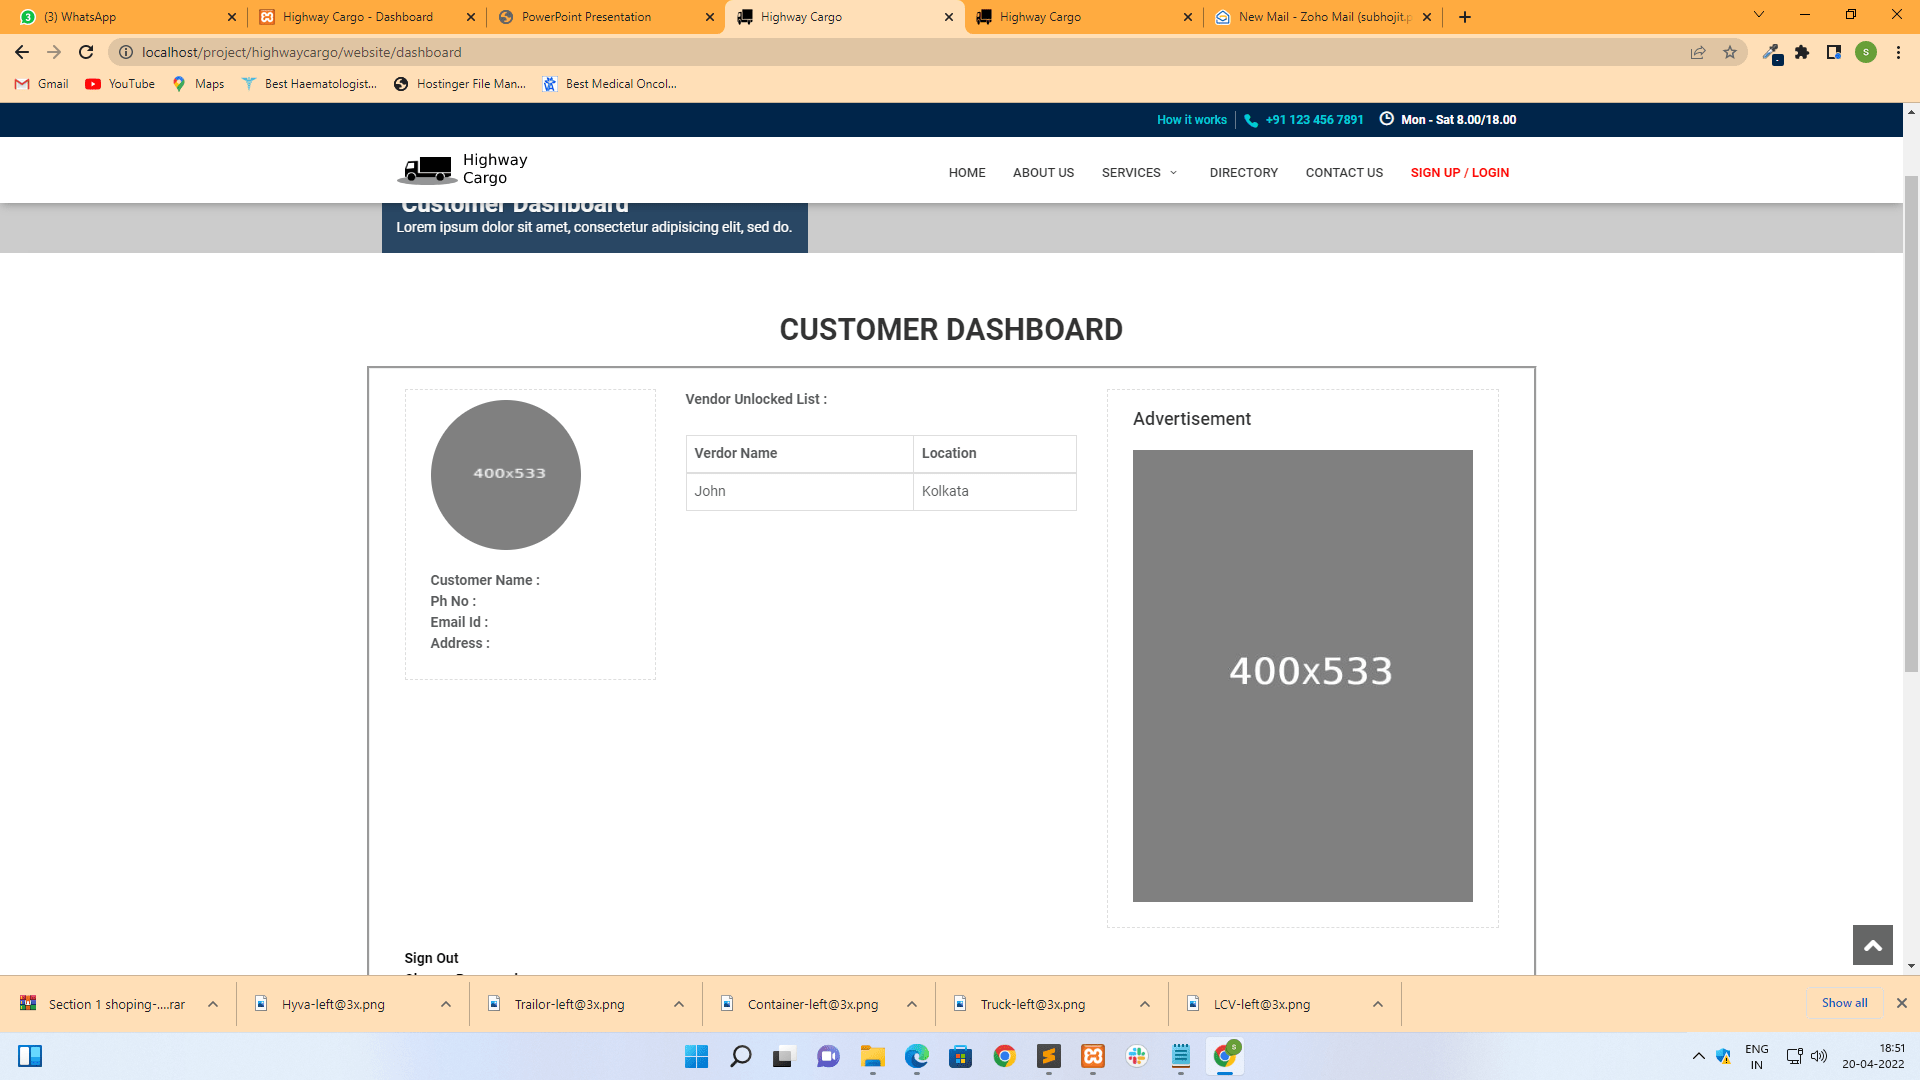 (3) WhatsApp
Highway Cargo - Dashboard
PowerPoint Presentation
Highway Cargo
Highway Cargo
New Mail - Zoho Mail (subhojit.p
localhost/project/highwaycargo/website/dashboard
S
Gmail
YouTube
Maps
Best Haematologist...
Hostinger File Man...
Best Medical Oncol...
How it works
+91 123 456 7891
Mon - Sat 8.00/18.00
Highway
Cargo
HOME
ABOUT US
SERVICES
DIRECTORY
CONTACT US
SIGN UP / LOGIN
Customer Dashboard
Lorem ipsum dolor sit amet, consectetur adipisicing elit, sed do.
CUSTOMER DASHBOARD
400x533
Customer Name :
Ph No :
Email Id :
Address :
Vendor Unlocked List :
Verdor Name Location
John Kolkata
Advertisement
400x533
Sign Out
Section 1 shoping-....rar
Hyva-left@3x.png
Trailor-left@3x.png
Container-left@3x.png
Truck-left@3x.png
LCV-left@3x.png
Show all
ENG
IN
18:51
20-04-2022